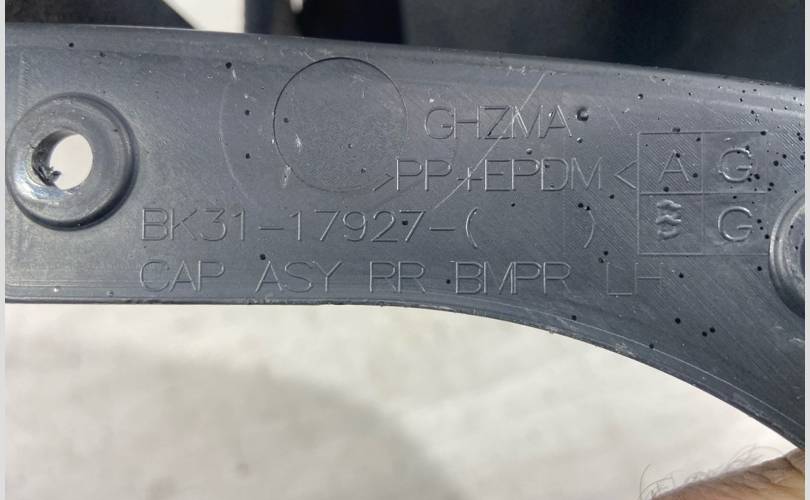 GHZMA
>PP+EPDM<
A G
G
BK31-17927-( )
CAP ASY RR BMPR LH